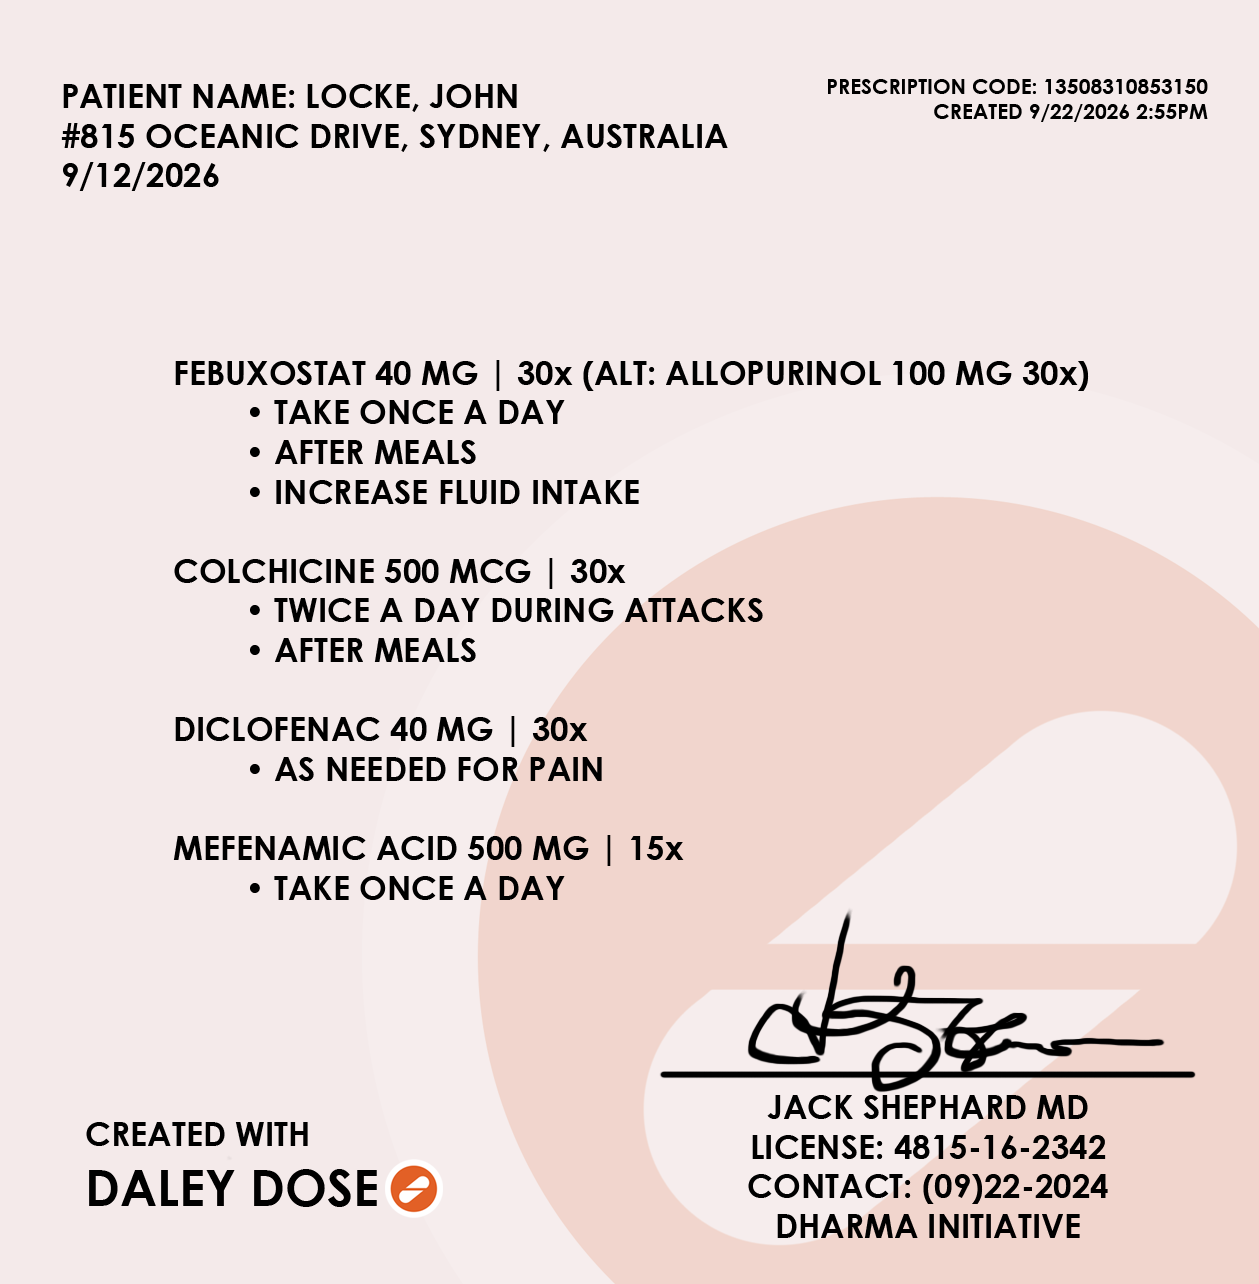 PATIENT NAME: LOCKE, JOHN
#815 OCEANIC DRIVE, SYDNEY, AUSTRALIA
9/12/2026
PRESCRIPTION CODE: 13508310853150
CREATED 9/22/2026 2:55PM
FEBUXOSTAT 40 MG | 30x (ALT: ALLOPURINOL 100 MG 30x)
• TAKE ONCE A DAY
• AFTER MEALS
• INCREASE FLUID INTAKE
COLCHICINE 500 MCG | 30x
• TWICE A DAY DURING ATTACKS
• AFTER MEALS
DICLOFENAC 40 MG | 30x
• AS NEEDED FOR PAIN
MEFENAMIC ACID 500 MG | 15x
• TAKE ONCE A DAY
JACK SHEPHARD MD
LICENSE: 4815-16-2342
CONTACT: (09)22-2024
DHARMA INITIATIVE
CREATED WITH
DALEY DOSE